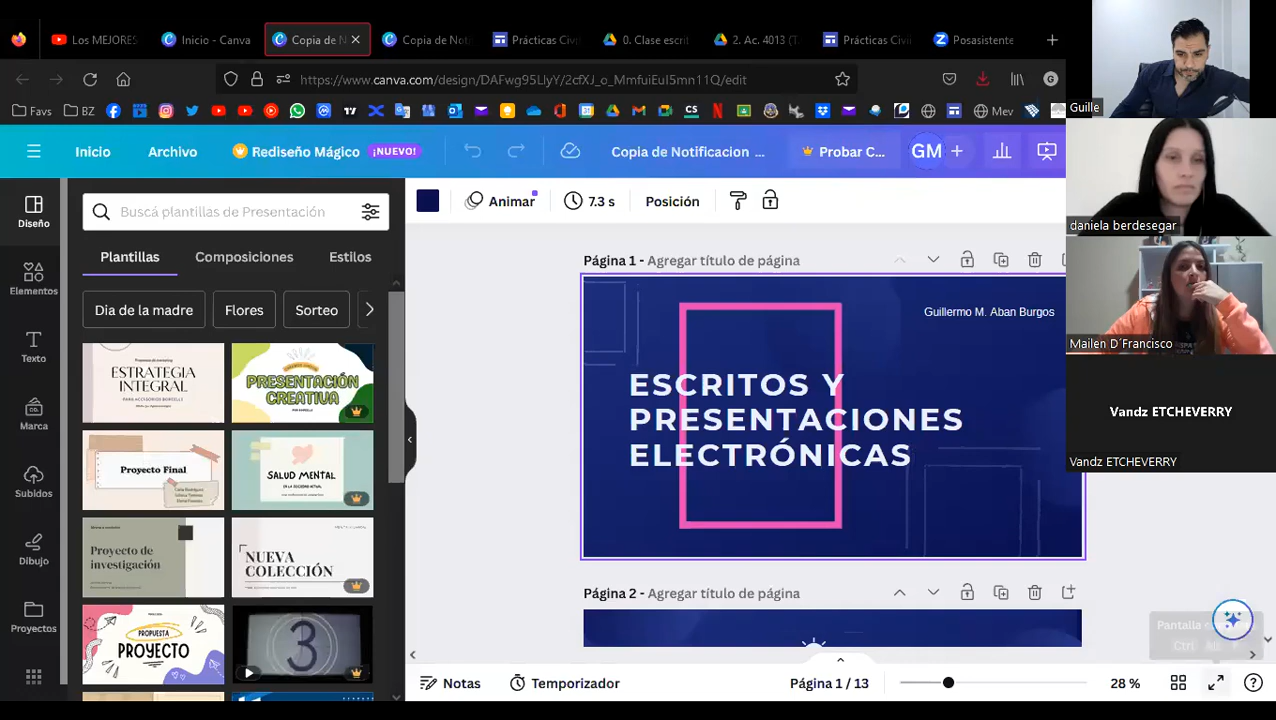 Los MEJORES
Inicio - Canva
Copia de N
Copia de Not
Prácticas Civi
0. Clase escrit
2. Ac. 4013 (T
Prácticas Civi
Posasistente
https://www.canva.com/design/DAFwg95LIyY/2cfXJ_o_MmfuiEuI5mn11Q/edit
G
Favs
BZ
Mev
Guille
Inicio
Archivo
Rediseño Mágico
¡NUEVO!
Copia de Notificacion ...
Probar C...
GM
Diseño
Buscá plantillas de Presentación
Animar
7.3 s
Posición
daniela berdesegar
Elementos
Plantillas
Composiciones
Estilos
Página 1 - Agregar título de página
Dia de la madre
Flores
Sorteo
Texto
Guillermo M. Aban Burgos
Mailen D´Francisco
ESTRATEGIA
INTEGRAL
PRESENTACIÓN
CREATIVA
ESCRITOS Y
PRESENTACIONES
ELECTRÓNICAS
Marca
Vandz ETCHEVERRY
Vandz ETCHEVERRY
Proyecto Final
SALUD MENTAL
Subidos
Proyecto de
investigación
NUEVA
COLECCIÓN
Dibujo
Página 2 - Agregar título de página
Proyectos
PROPUESTA
PROYECTO
3
Notas
Temporizador
Página 1 / 13
28 %